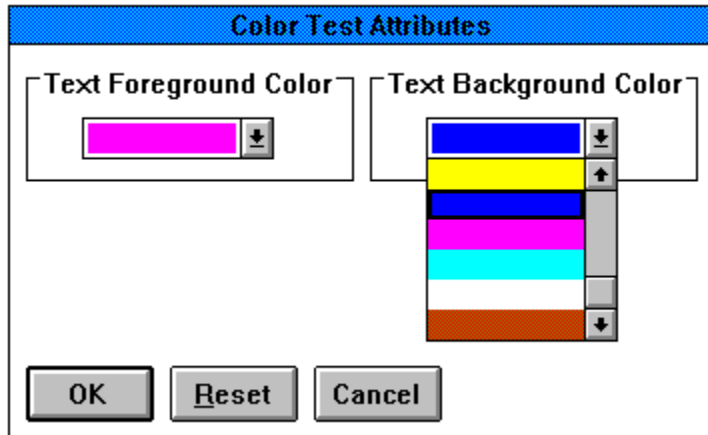 Color Test Attributes
Text Foreground Color
Text Background Color
OK
Reset
Cancel